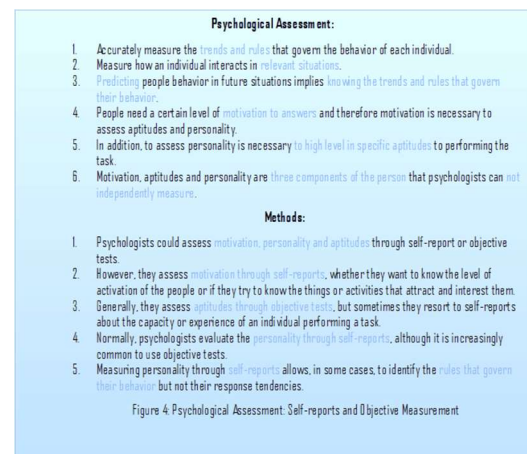 Psychological Assessment:
1. Accurately measure the trends and rules that govern the behavior of each individual.
2. Measure how an individual interacts in relevant situations.
3. Predicting people behavior in future situations implies knowing the trends and rules that govern
their behavior.
4. People need a certain level of motivation to answers and therefore motivation is necessary to
assess aptitudes and personality.
5. In addition, to assess personality is necessary to high level in specific aptitudes to performing the
task.
6. Motivation, aptitudes and personality are three components of the person that psychologists can not
independently measure.
Methods:
1. Psychologists could assess motivation, personality and aptitudes through self-report or objective
tests.
2. However, they assess motivation through self-reports, whether they want to know the level of
activation of the people or if they try to know the things or activities that attract and interest them.
3. Generally, they assess aptitudes through objective tests, but sometimes they resort to self-reports
about the capacity or experience of an individual performing a task.
4. Normally, psychologists evaluate the personality through self-reports, although it is increasingly
common to use objective tests.
5. Measuring personality through self-reports allows, in some cases, to identify the rules that govern
their behavior but not their response tendencies.
Figure 4: Psychological Assessment: Self-reports and Objective Measurement